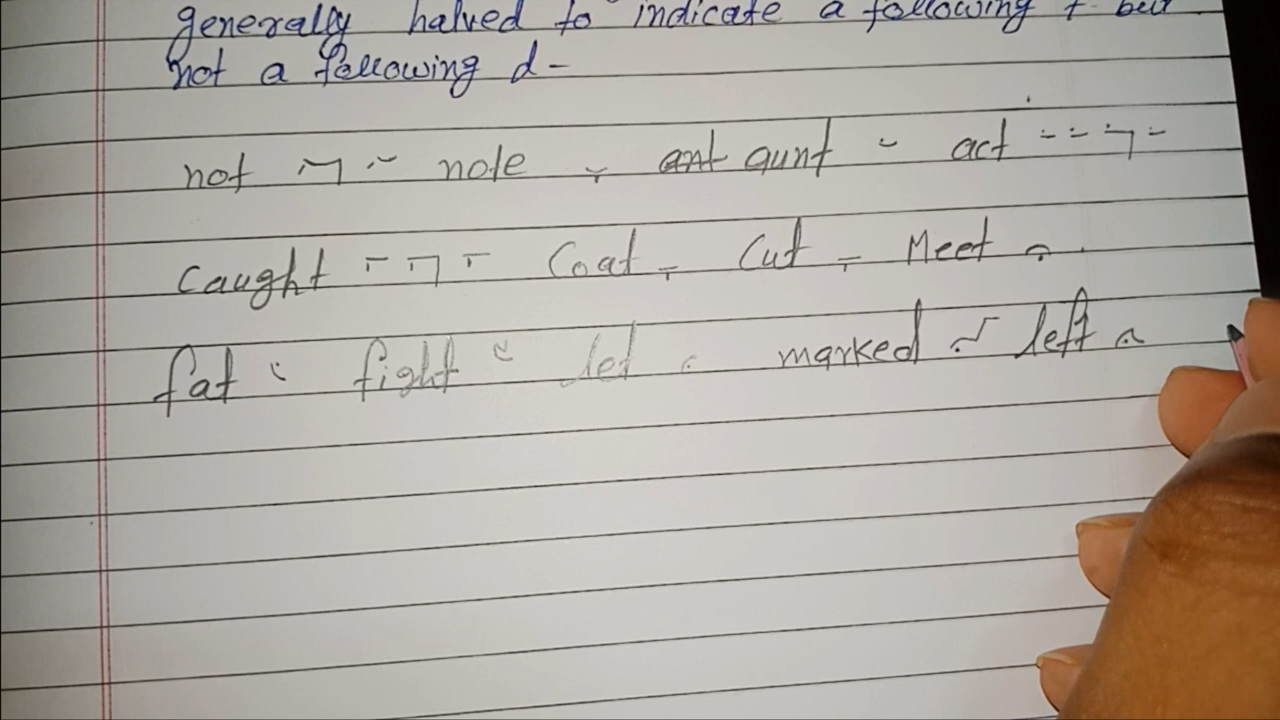 generally halved to indicate a following t but
not a following d -
not note ant aunt act
Caught Coat, Cut, Meet
fat fight let marked left